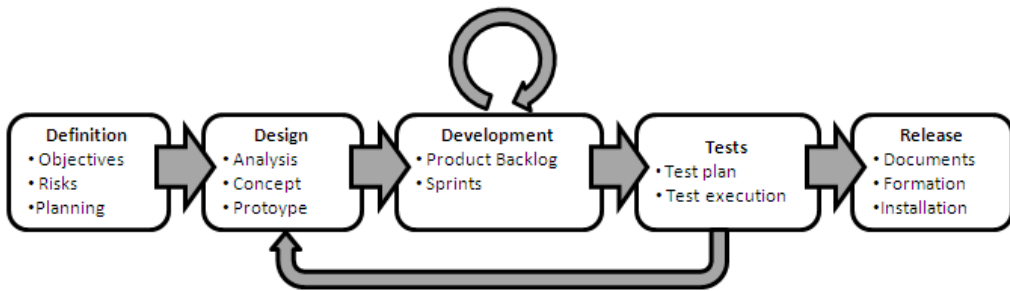 Definition
• Objectives
• Risks
•Planning
Design
• Analysis
• Concept
• Protoype
Development
• Product Backlog
• Sprints
Tests
• Test plan
• Test execution
Release
• Documents
• Formation
•Installation